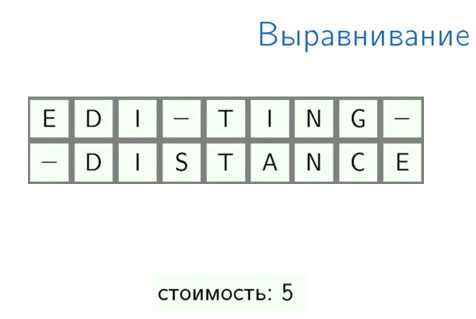 Выравнивание
E D I − T I N G −
− D I S T A N C E
стоимость: 5